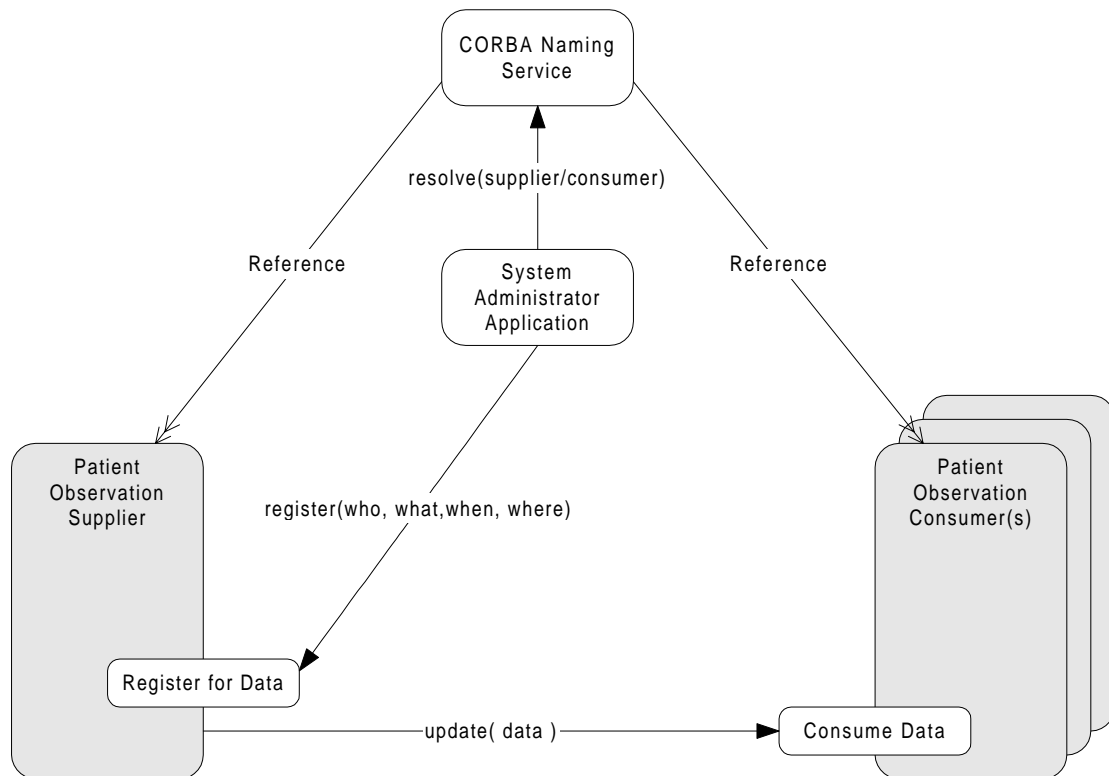 CORBA Naming
Service
resolve(supplier/consumer)
Reference
Reference
System
Administrator
Application
Patient
Observation
Supplier
Patient
Observation
Consumer(s)
register(who, what,when, where)
Register for Data
update( data )
Consume Data